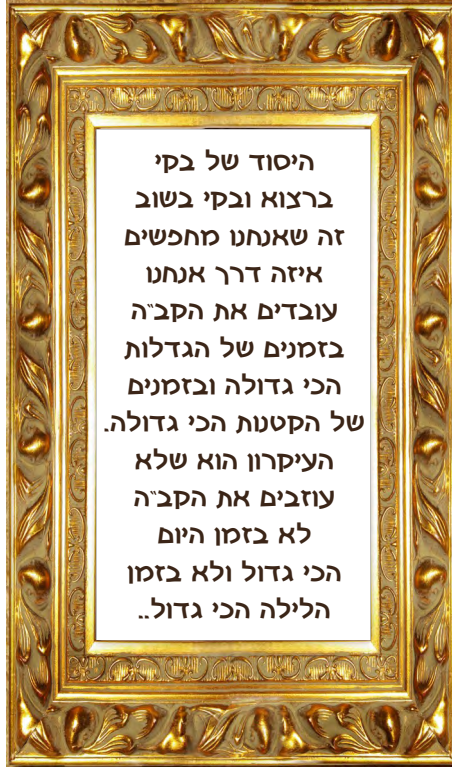 היסוד של בקי
ברצוא ובקי בשוב
זה שאנחנו מחפשים
איזה דרך אנחנו
עובדים את הקב"ה
בזמנים של הגדלות
הכי גדולה ובזמנים
של הקטנות הכי גדולה.
העיקרון הוא שלא
עוזבים את הקב"ה
לא בזמן היום
הכי גדול ולא בזמן
הלילה הכי גדול..